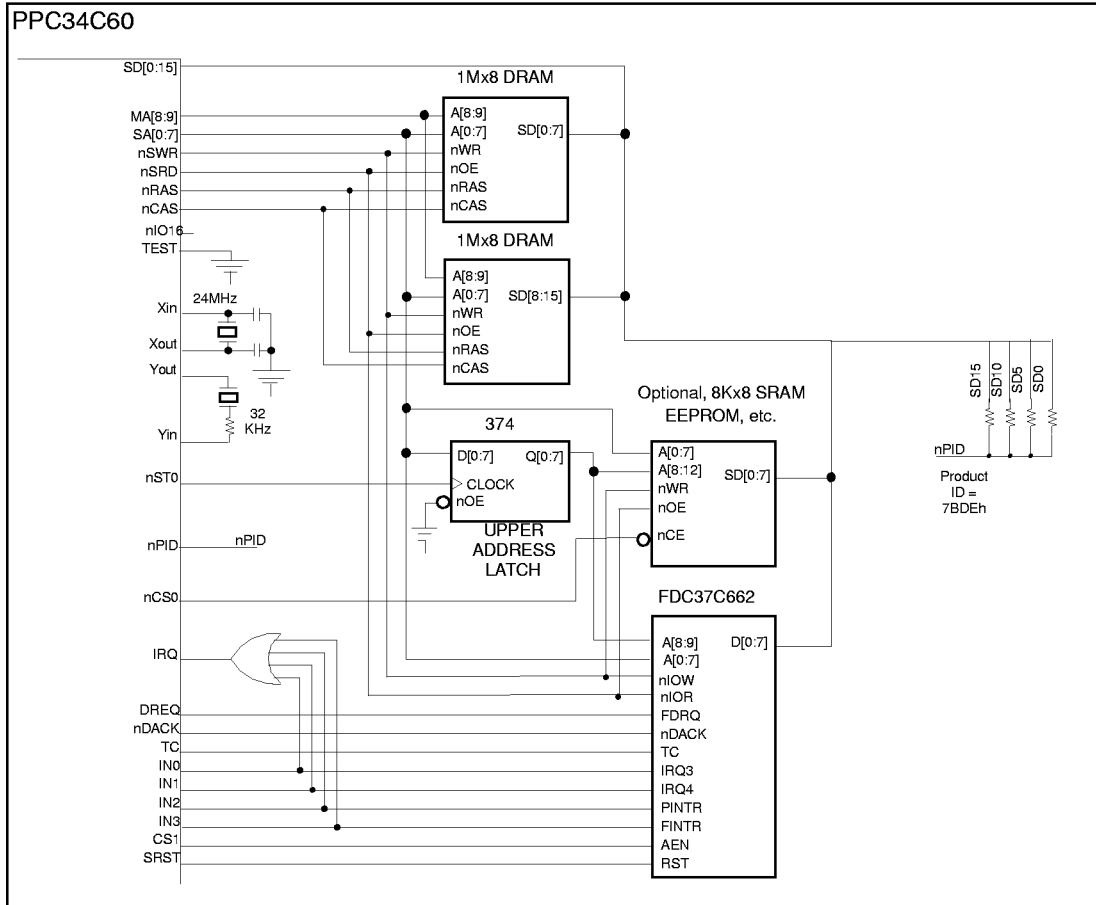 PPC34C60
SD[0:15]
MA[8:9]
SA[0:7]
nSWR
nSRD
nRAS
nCAS
nIO16
TEST
Xin
24MHz
Xout
Yout
32
KHz
Yin
nST0
nPID
nPID
nCS0
IRQ
DREQ
nDACK
TC
IN0
IN1
IN2
IN3
CS1
SRST
1Mx8 DRAM
A[8:9]
A[0:7]
nWR
nOE
nRAS
nCAS
SD[0:7]
1Mx8 DRAM
A[8:9]
A[0:7]
nWR
nOE
nRAS
nCAS
SD[8:15]
374
D[0:7]
Q[0:7]
CLOCK
nOE
UPPER
ADDRESS
LATCH
Optional, 8Kx8 SRAM
EEPROM, etc.
A[0:7]
A[8:12]
nWR
nOE
nCE
SD[0:7]
FDC37C662
A[8:9]
D[0:7]
A[0:7]
nIOW
nIOR
FDRQ
nDACK
TC
IRQ3
IRQ4
PINTR
FINTR
AEN
RST
SD15
SD10
SD5
SD0
nPID
Product
ID =
7BDEh